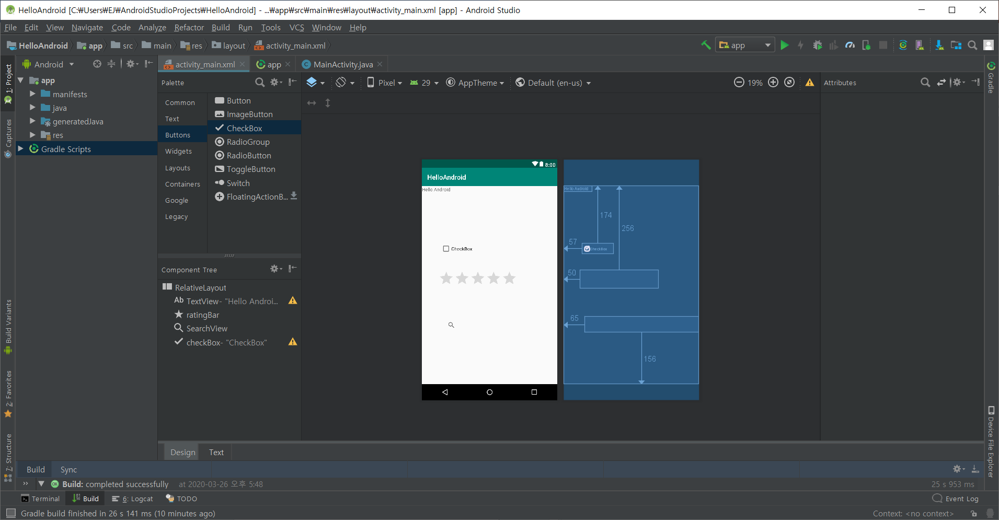 HelloAndroid [C:₩Users₩EJ₩AndroidStudioProjects₩HelloAndroid] - ...₩app₩src₩main₩res₩layout₩activity_main.xml [app] - Android Studio
File Edit View Navigate Code Analyze Refactor Build Run Tools VCS Window Help
HelloAndroid app src main res layout activity_main.xml
app
Android
activity_main.xml
app
MainActivity.java
1: Project
Captures
Build Variants
2: Favorites
7: Structure
app
manifests
java
generatedJava
res
Gradle Scripts
Palette
Common
Text
Buttons
Widgets
Layouts
Containers
Google
Legacy
Button
ImageButton
CheckBox
RadioGroup
RadioButton
ToggleButton
Switch
FloatingActionB...
Component Tree
RelativeLayout
Ab TextView- "Hello Androi...
ratingBar
SearchView
checkBox- "CheckBox"
Pixel 29 AppTheme Default (en-us) 19%
8:00
HelloAndroid
Hello Android
CheckBox
Hello Android
174
256
57
CheckBox
50
65
156
Attributes
Gradle
Device File Explorer
Design Text
Build Sync
OK Build: completed successfully at 2020-03-26 오후 5:48
25 s 953 ms
Terminal Build 6: Logcat TODO
Event Log
Gradle build finished in 26 s 141 ms (10 minutes ago)
Context: <no context>